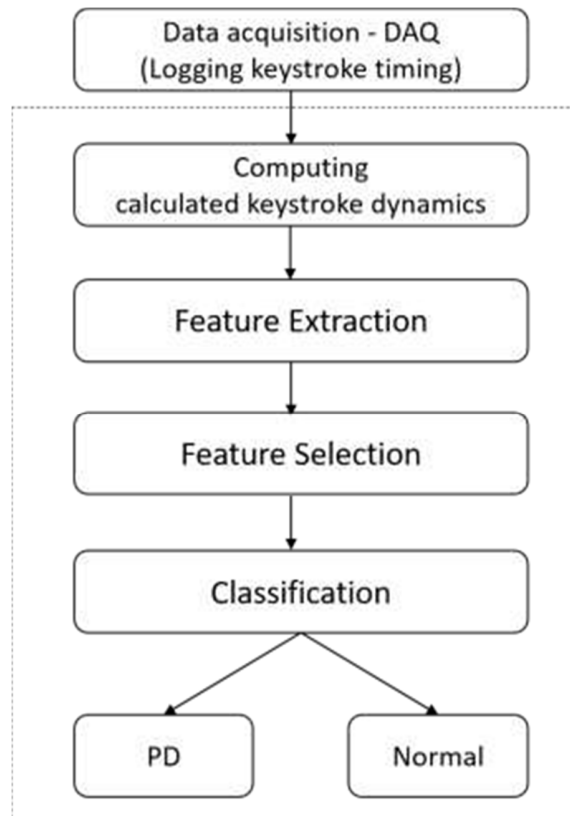 Data acquisition - DAQ
(Logging keystroke timing)
Computing
calculated keystroke dynamics
Feature Extraction
Feature Selection
Classification
PD
Normal